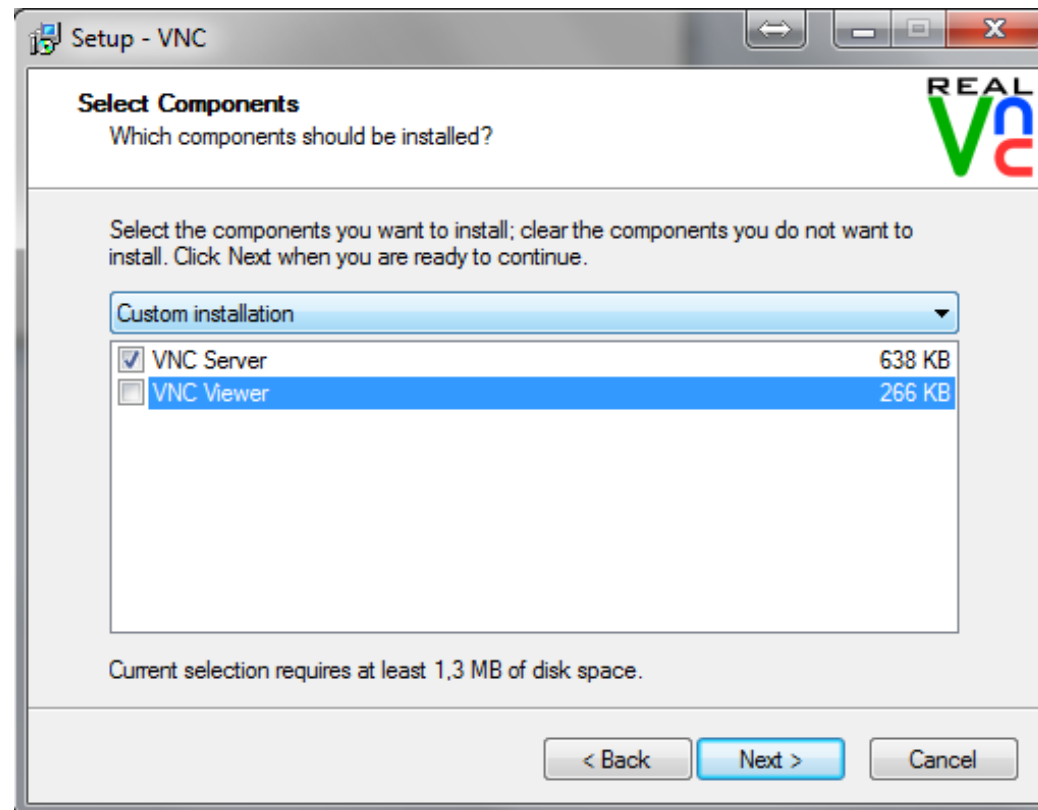 Setup - VNC
Select Components
Which components should be installed?
REAL
Vnc
Select the components you want to install; clear the components you do not want to
install. Click Next when you are ready to continue.
Custom installation
VNC Server 638 KB
VNC Viewer 266 KB
Current selection requires at least 1,3 MB of disk space.
< Back Next > Cancel